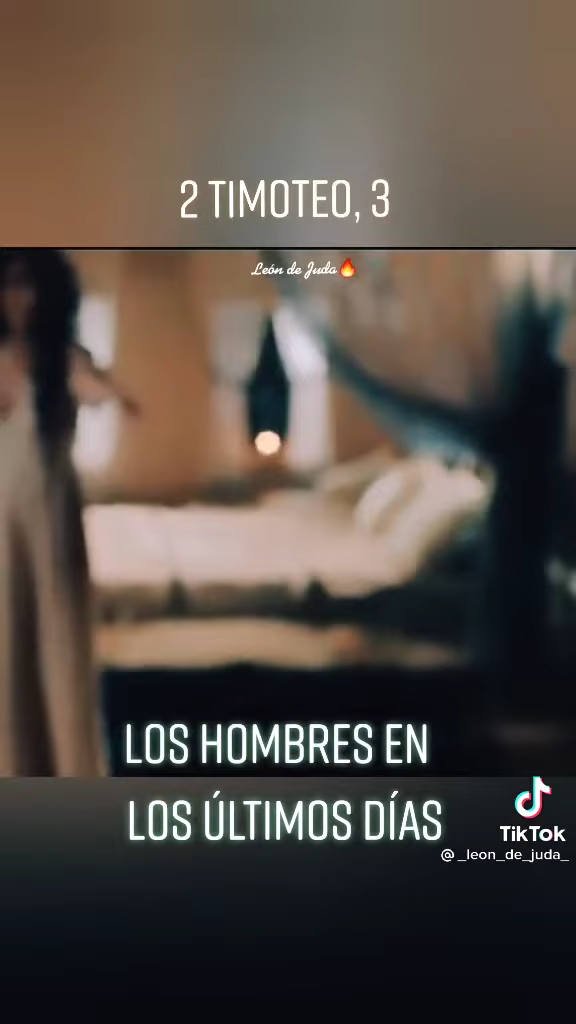 2 TIMOTEO, 3
León de Juda🔥
LOS HOMBRES EN
LOS ÚLTIMOS DÍAS
TikTok
@_leon_de_juda_